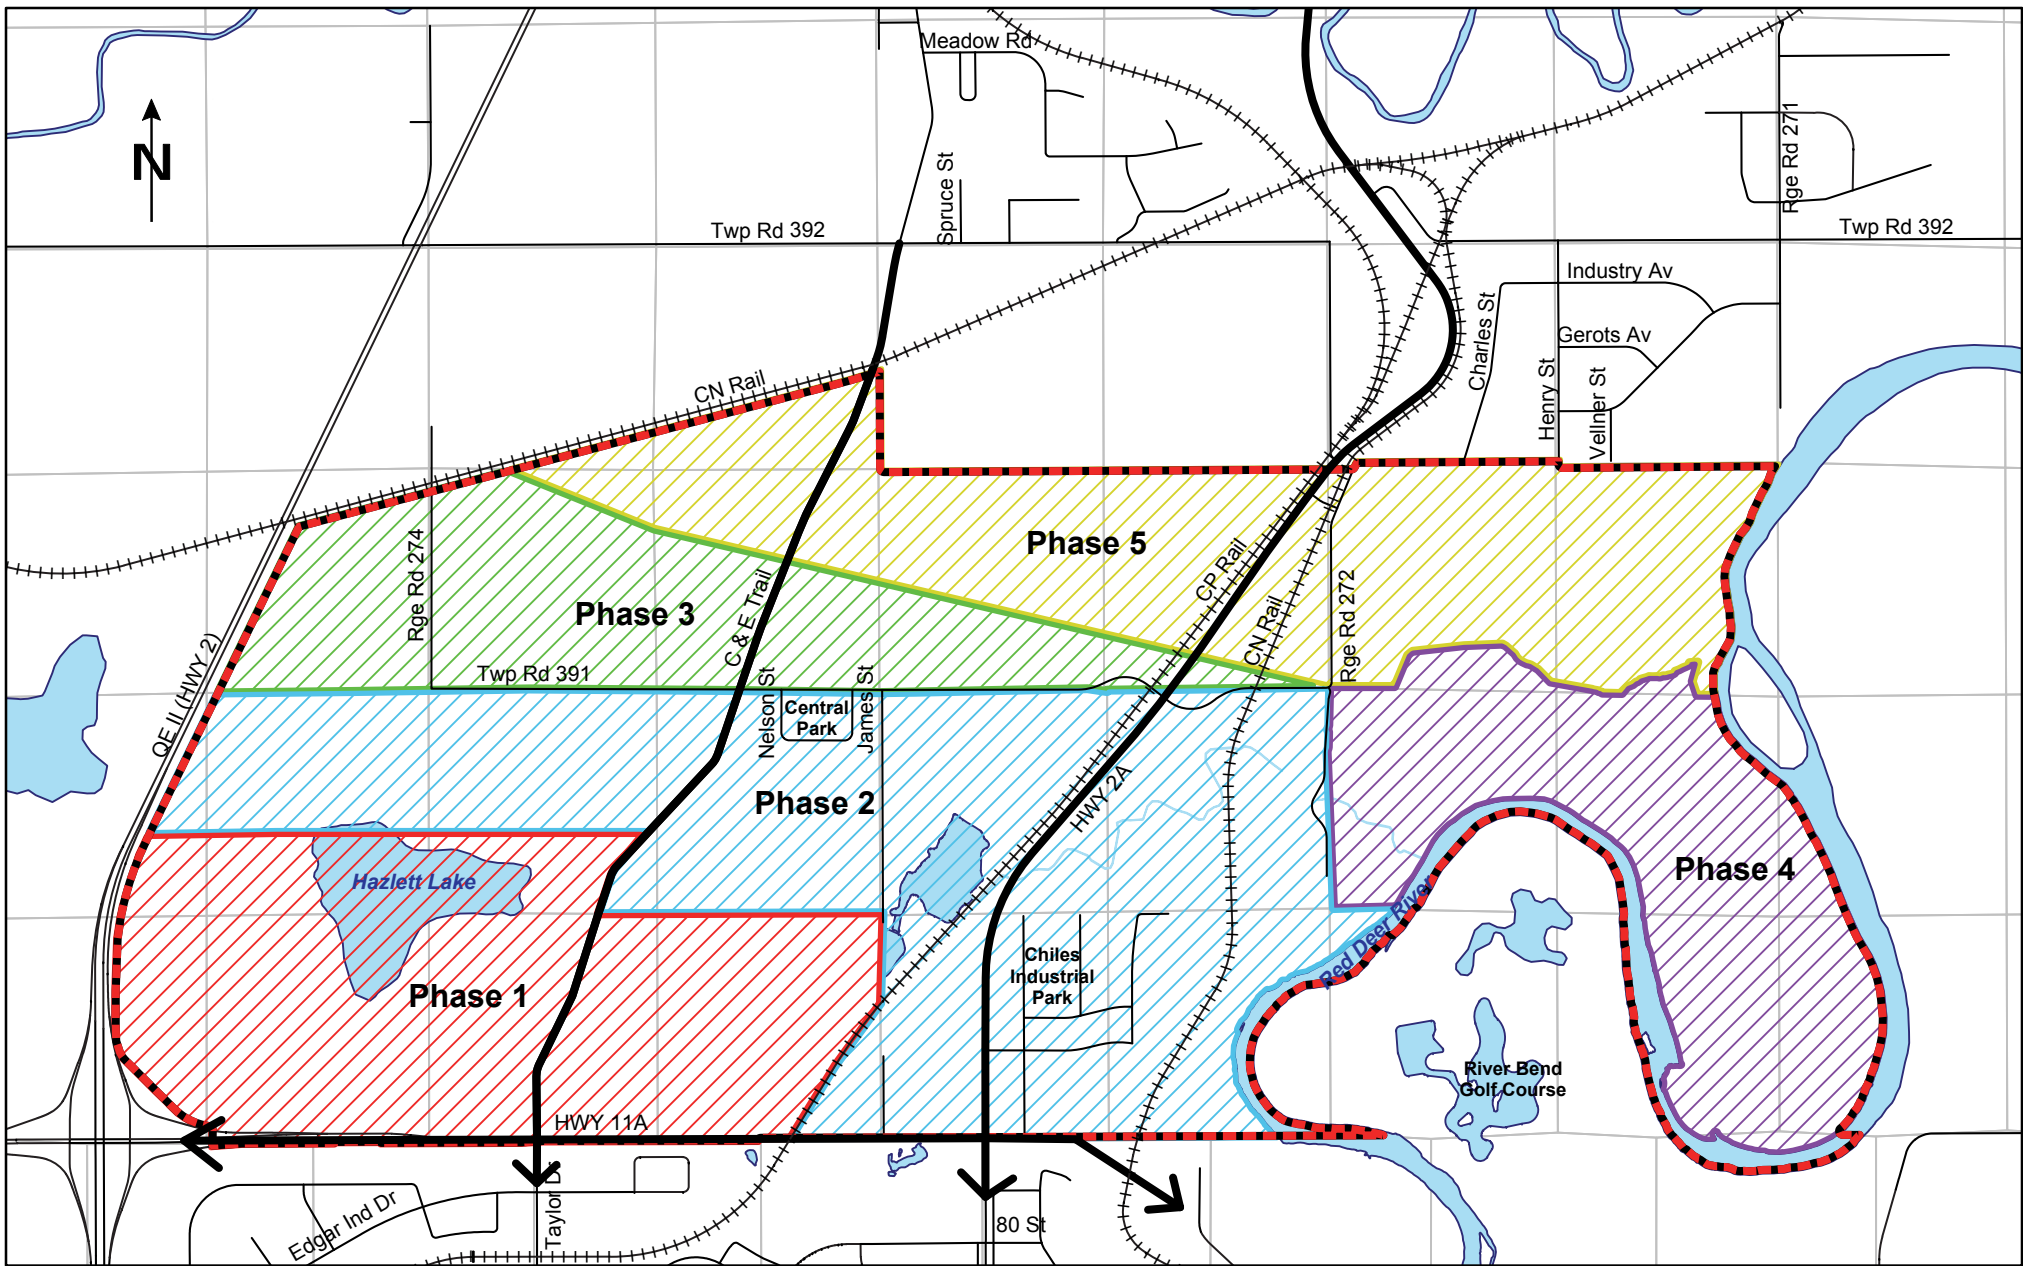 Meadow Rd
N
Rge Rd 271
Spruce St
Twp Rd 392
Twp Rd 392
Industry Av
Charles St
Gerots Av
Henry St
Vellner St
CN Rail
Phase 5
CP Rail
Rge Rd 274
Phase 3
C & E Trail
CN Rail
Rge Rd 272
QE II (HWY 2)
Twp Rd 391
Nelson St
Central
Park
James St
Phase 2
HWY 2A
Phase 4
Hazlett Lake
Red Deer River
Chiles
Industrial
Park
Phase 1
River Bend
Golf Course
HWY 11A
Edgar Ind Dr
Taylor Dr
80 St